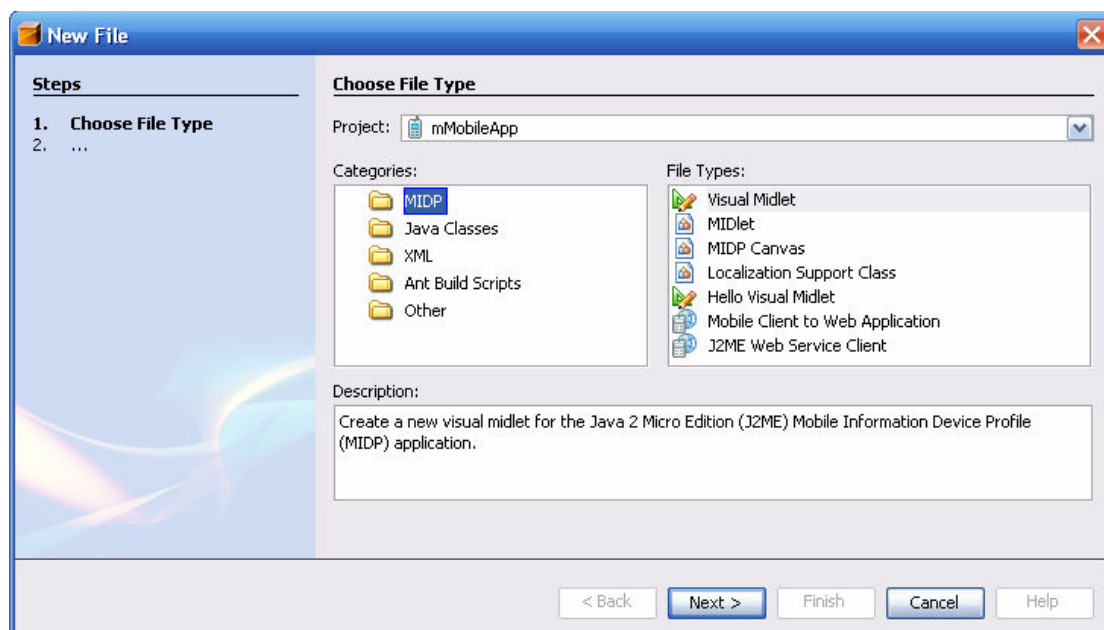 New File
Steps
1. Choose File Type
2. ...
Choose File Type
Project: mMobileApp
Categories:
MIDP
Java Classes
XML
Ant Build Scripts
Other
File Types:
Visual Midlet
MIDlet
MIDP Canvas
Localization Support Class
Hello Visual Midlet
Mobile Client to Web Application
J2ME Web Service Client
Description:
Create a new visual midlet for the Java 2 Micro Edition (J2ME) Mobile Information Device Profile
(MIDP) application.
< Back Next > Finish Cancel Help